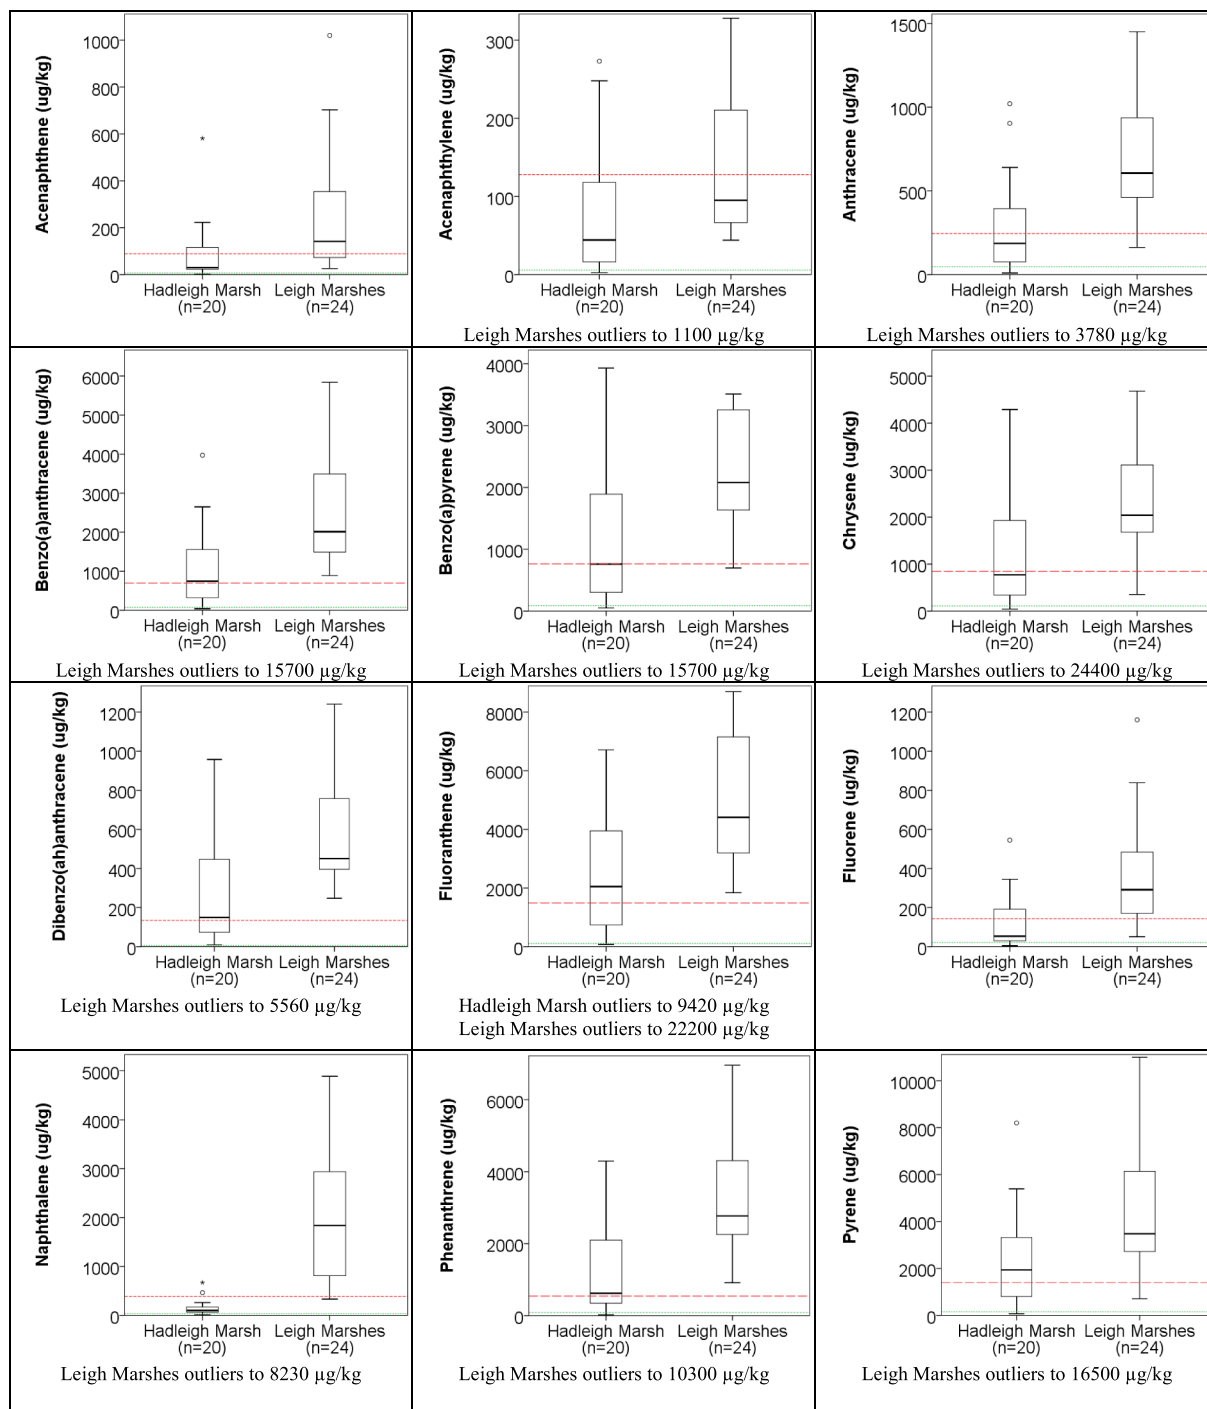 Acenaphthene (ug/kg)
1000
800
600
400
200
0
Hadleigh Marsh Leigh Marshes
(n=20) (n=24)
Acenaphthylene (ug/kg)
300
200
100
0
Hadleigh Marsh Leigh Marshes
(n=20) (n=24)
Leigh Marshes outliers to 1100 µg/kg
Anthracene (ug/kg)
1500
1000
500
0
Hadleigh Marsh Leigh Marshes
(n=20) (n=24)
Leigh Marshes outliers to 3780 µg/kg
Benzo(a)anthracene (ug/kg)
6000
5000
4000
3000
2000
1000
0
Hadleigh Marsh Leigh Marshes
(n=20) (n=24)
Leigh Marshes outliers to 15700 µg/kg
Benzo(a)pyrene (ug/kg)
4000
3000
2000
1000
0
Hadleigh Marsh Leigh Marshes
(n=20) (n=24)
Leigh Marshes outliers to 15700 µg/kg
Chrysene (ug/kg)
5000
4000
3000
2000
1000
0
Hadleigh Marsh Leigh Marshes
(n=20) (n=24)
Leigh Marshes outliers to 24400 µg/kg
Dibenzo(ah)anthracene (ug/kg)
1200
1000
800
600
400
200
0
Hadleigh Marsh Leigh Marshes
(n=20) (n=24)
Leigh Marshes outliers to 5560 µg/kg
Fluoranthene (ug/kg)
8000
6000
4000
2000
0
Hadleigh Marsh Leigh Marshes
(n=20) (n=24)
Hadleigh Marsh outliers to 9420 µg/kg
Leigh Marshes outliers to 22200 µg/kg
Fluorene (ug/kg)
1200
1000
800
600
400
200
0
Hadleigh Marsh Leigh Marshes
(n=20) (n=24)
Naphthalene (ug/kg)
5000
4000
3000
2000
1000
0
Hadleigh Marsh Leigh Marshes
(n=20) (n=24)
Leigh Marshes outliers to 8230 µg/kg
Phenanthrene (ug/kg)
6000
4000
2000
0
Hadleigh Marsh Leigh Marshes
(n=20) (n=24)
Leigh Marshes outliers to 10300 µg/kg
Pyrene (ug/kg)
10000
8000
6000
4000
2000
0
Hadleigh Marsh Leigh Marshes
(n=20) (n=24)
Leigh Marshes outliers to 16500 µg/kg